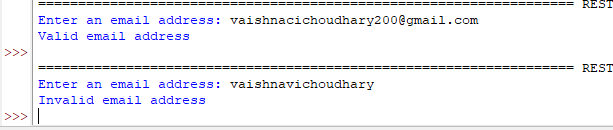 ======================================================================= REST
Enter an email address: vaishnacichoudhary200@gmail.com
Valid email address
>>>
======================================================================= REST
Enter an email address: vaishnavichoudhary
Invalid email address
>>>